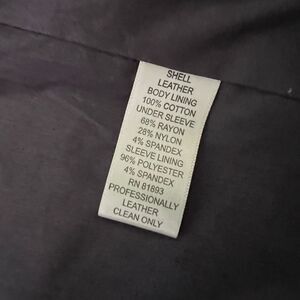 SHELL
LEATHER
BODY LINING
100% COTTON
UNDER SLEEVE
68% RAYON
28% NYLON
4% SPANDEX
SLEEVE LINING
96% POLYESTER
4% SPANDEX
RN 81893
PROFESSIONALLY
LEATHER
CLEAN ONLY